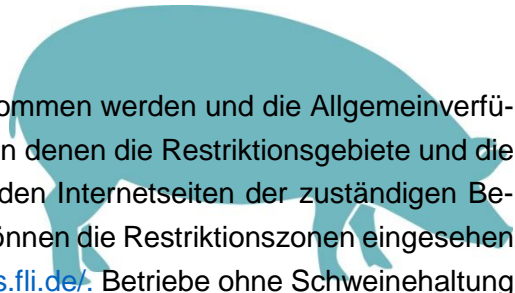 ommen werden und die Allgemeinverfü-
n denen die Restriktionsgebiete und die
den Internetseiten der zuständigen Be-
önnen die Restriktionszonen eingesehen
s.fli.de/. Betriebe ohne Schweinehaltung